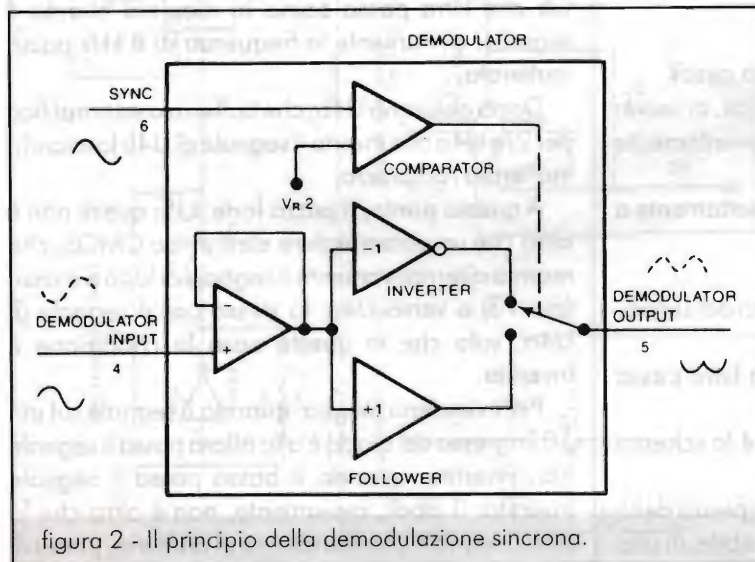 DEMODULATOR
SYNC
6
COMPARATOR
VR 2
-1
INVERTER
DEMODULATOR
INPUT
4
-
+
DEMODULATOR
OUTPUT
5
+1
FOLLOWER
figura 2 - Il principio della demodulazione sincrona.